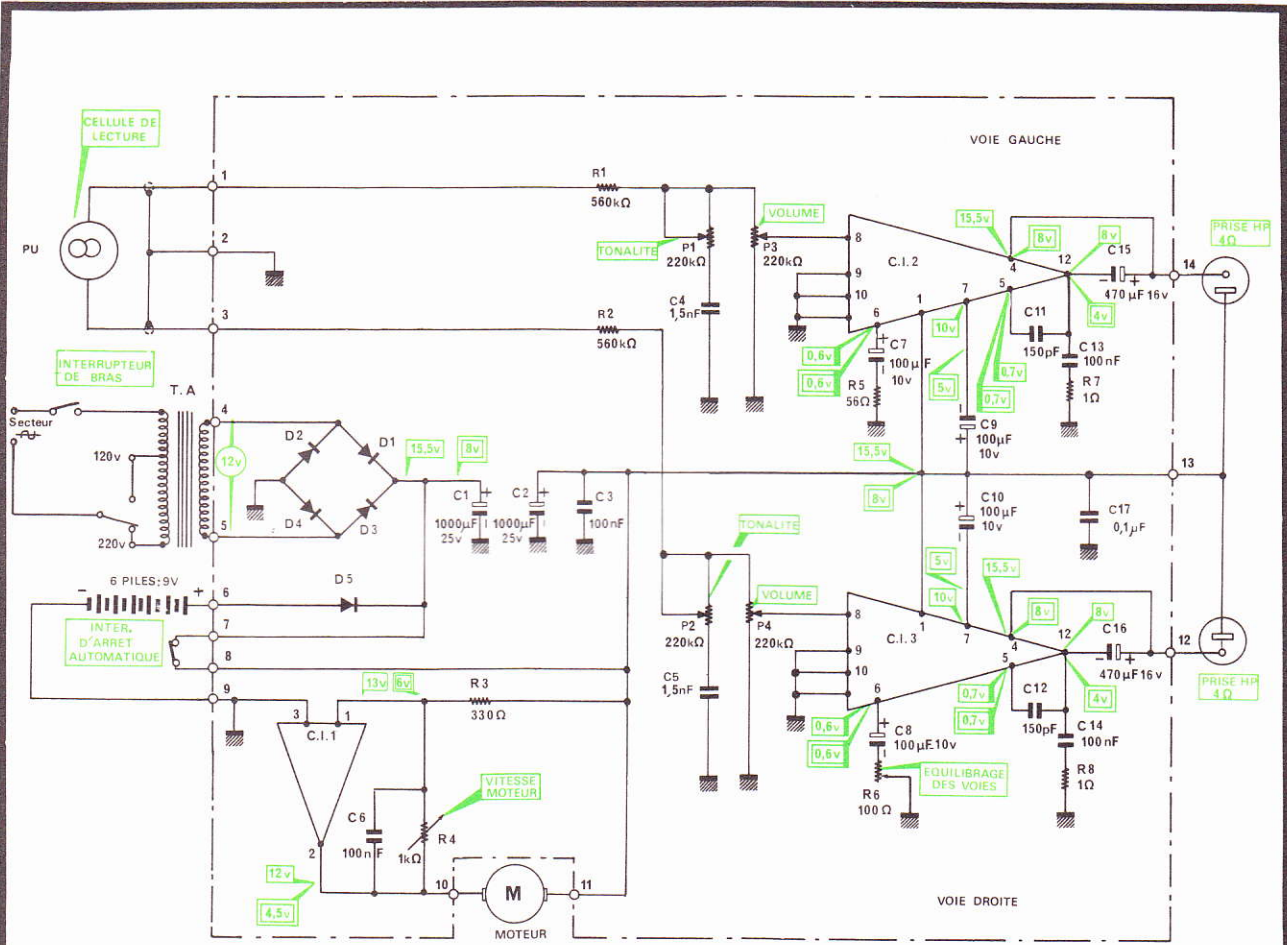 CELLULE DE
LECTURE
PU
1
2
3
R1
560kΩ
R2
560kΩ
TONALITE
P1
220kΩ
C4
1,5nF
VOLUME
P3
220kΩ
VOIE GAUCHE
8
9
10
C.I.2
6
1
7
4
5
12
0,6v
0,6v
C7
100µF
10v
R5
56Ω
15,5v
8v
8v
4v
10v
5v
0,7v
0,7v
C11
150pF
C13
100nF
R7
1Ω
C15
470µF 16v
14
PRISE HP
4Ω
C9
100µF
10v
15,5v
8v
13
C10
100µF
10v
C17
0,1µF
INTERRUPTEUR
DE BRAS
T.A
Secteur
120v
220v
4
12v
5
D2
D1
D4
D3
15,5v
8v
C1
1000µF
25v
C2
1000µF
25v
C3
100nF
6 PILES:9V
-
+
6
D5
7
INTER.
D'ARRET
AUTOMATIQUE
8
9
3
1
C.I.1
2
13v
6v
R3
330Ω
VITESSE
MOTEUR
C6
100nF
R4
1kΩ
12v
4,5v
10
M
11
MOTEUR
TONALITE
P2
220kΩ
C5
1,5nF
VOLUME
P4
220kΩ
8
9
10
C.I.3
6
1
7
4
5
12
5v
10v
15,5v
8v
8v
4v
0,7v
0,7v
0,6v
0,6v
C8
100µF.10v
R6
100Ω
EQUILIBRAGE
DES VOIES
C12
150pF
C14
100nF
R8
1Ω
C16
470µF 16v
12
PRISE HP
4Ω
VOIE DROITE